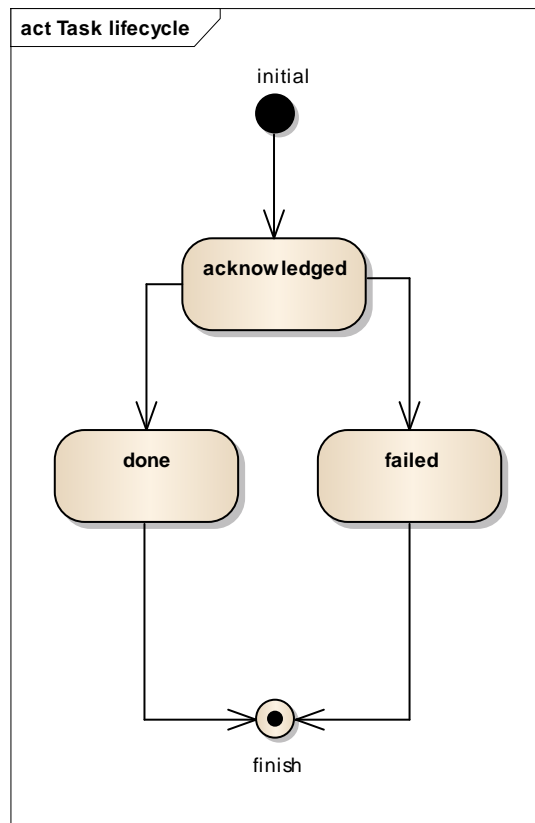 act Task lifecycle
initial
acknowledged
done
failed
finish